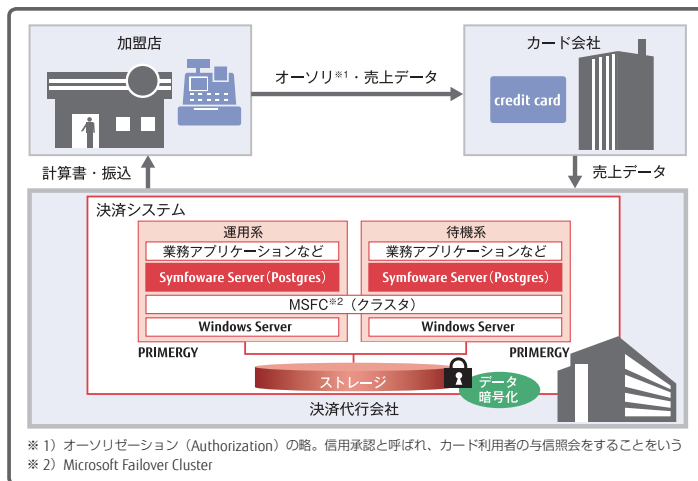 加盟店
カード会社
オーソリ※1・売上データ
credit card
計算書・振込
売上データ
決済システム
運用系
待機系
業務アプリケーションなど
業務アプリケーションなど
Symfoware Server(Postgres)
Symfoware Server(Postgres)
MSFC※2(クラスタ)
Windows Server
Windows Server
PRIMERGY
PRIMERGY
ストレージ
データ
暗号化
決済代行会社
※ 1）オーソリゼーション（Authorization）の略。信用承認と呼ばれ、カード利用者の与信照会をすることをいう
※ 2）Microsoft Failover Cluster